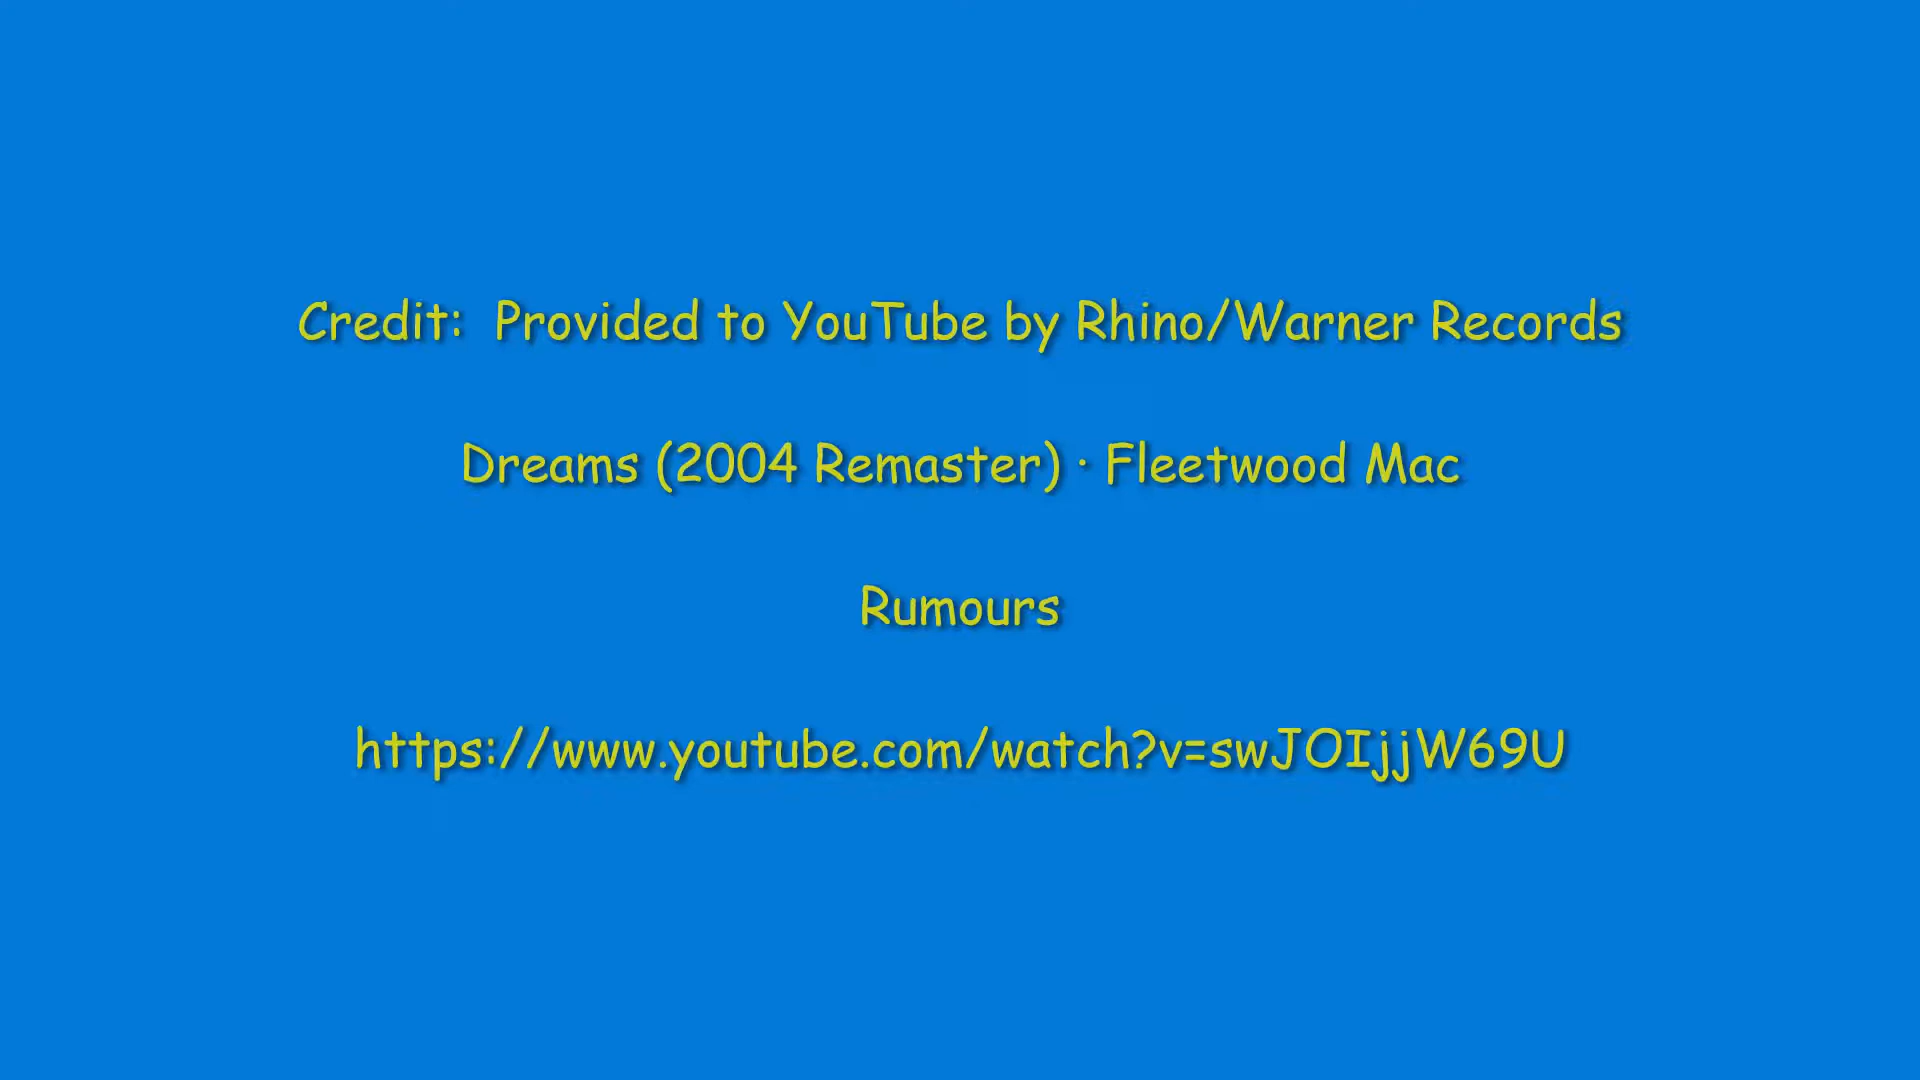 Credit:  Provided to YouTube by Rhino/Warner Records
Dreams (2004 Remaster) · Fleetwood Mac
Rumours
https://www.youtube.com/watch?v=swJOIjjW69U